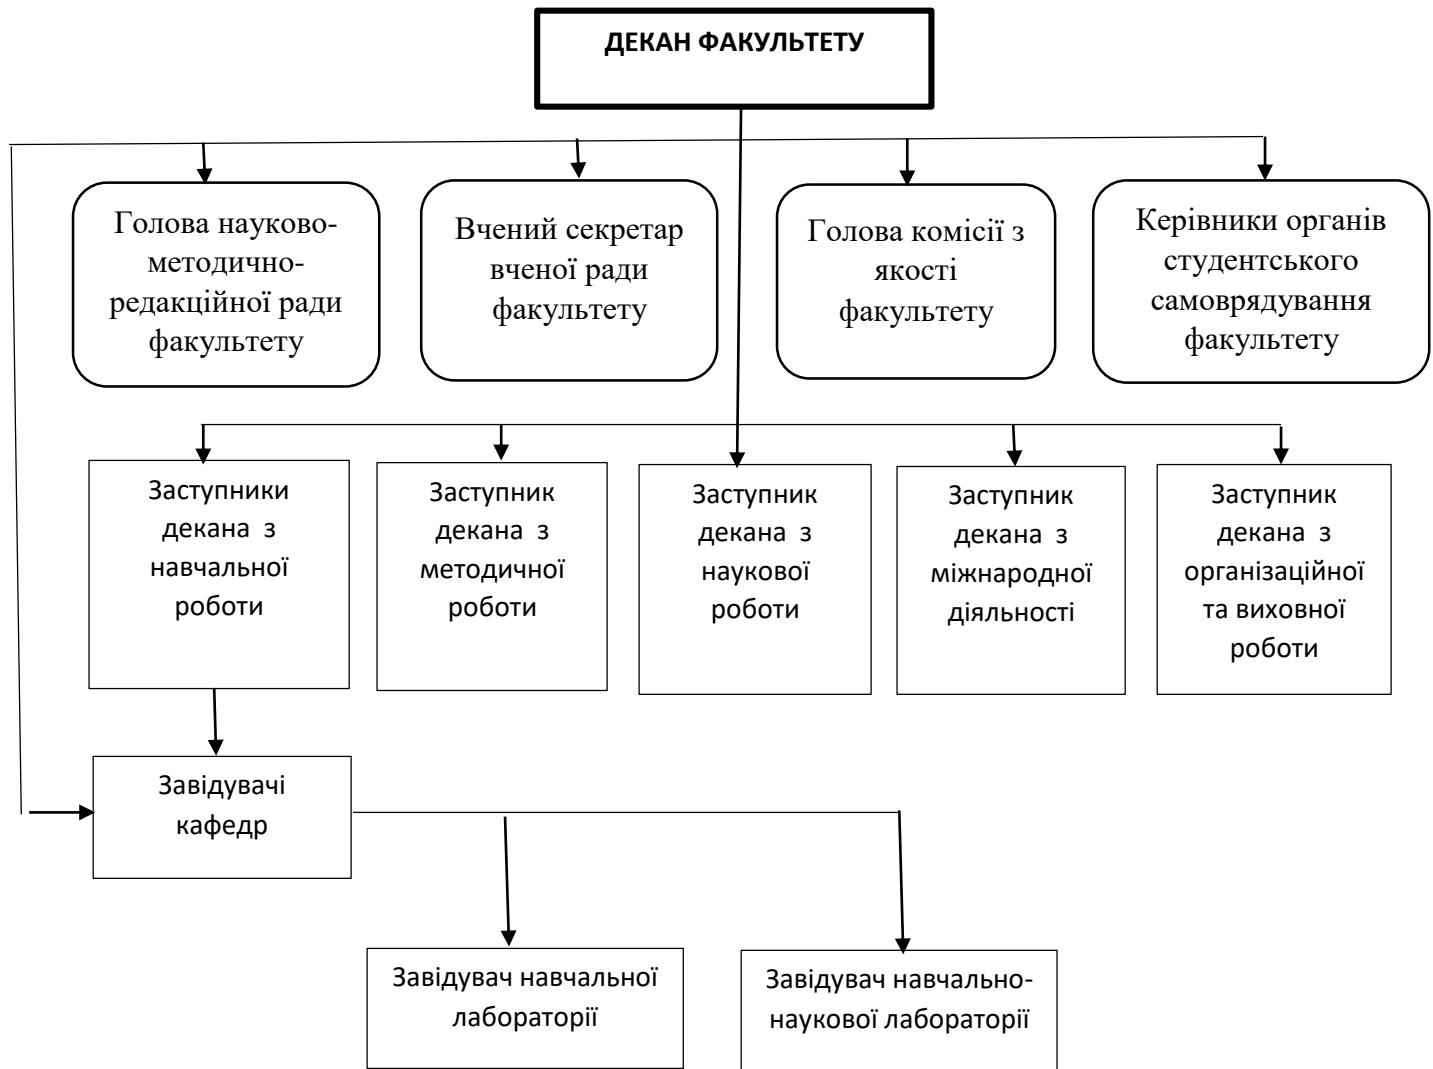 ДЕКАН ФАКУЛЬТЕТУ
Голова науково-
методично-
редакційної ради
факультету
Вчений секретар
вченої ради
факультету
Голова комісії з
якості
факультету
Керівники органів
студентського
самоврядування
факультету
Заступники
декана з
навчальної
роботи
Заступник
декана з
методичної
роботи
Заступник
декана з
наукової
роботи
Заступник
декана з
міжнародної
діяльності
Заступник
декана з
організаційної
та виховної
роботи
Завідувачі
кафедр
Завідувач навчальної
лабораторії
Завідувач навчально-
наукової лабораторії